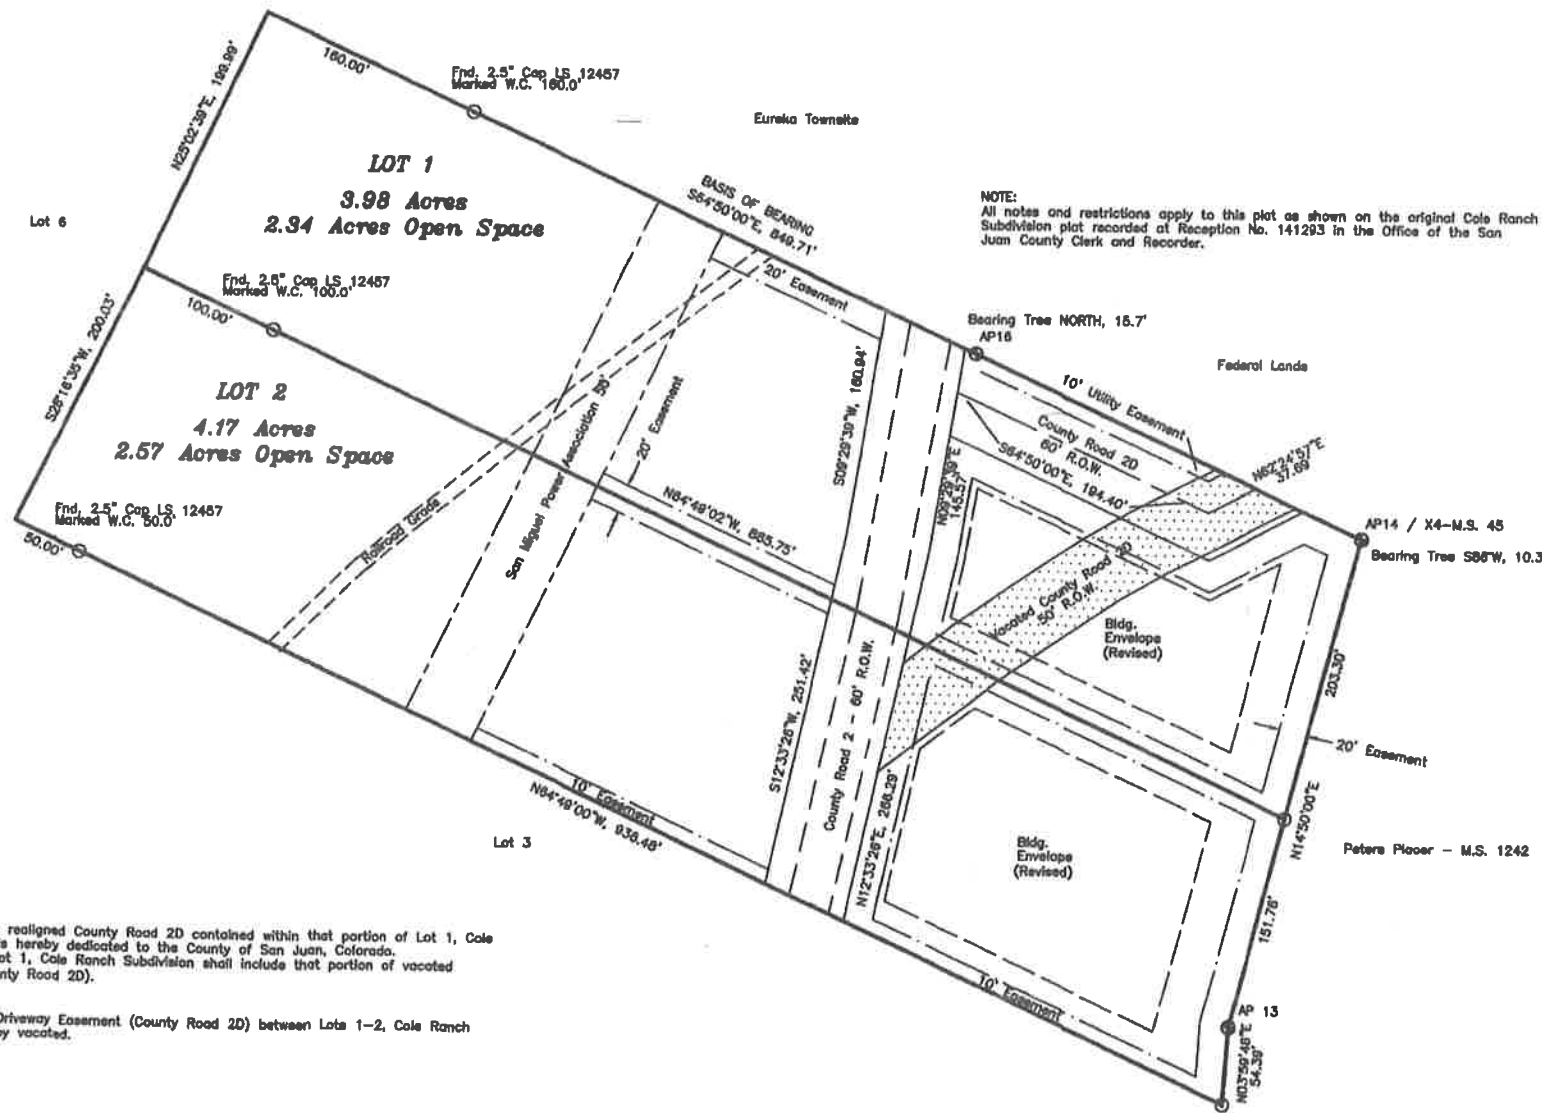 160.00'
Fnd. 2.5" Cap LS 12457
Marked W.C. 160.0'
Eureka Townsite
N25°02'39"E, 199.99'
LOT 1
3.98 Acres
2.34 Acres Open Space
BASIS OF BEARING
S64°50'00"E, 849.71'
NOTE:
All notes and restrictions apply to this plat as shown on the original Cole Ranch
Subdivision plat recorded at Reception No. 141293 in the Office of the San
Juan County Clerk and Recorder.
Lot 6
20' Easement
Fnd. 2.5" Cap LS 12457
Marked W.C. 100.0'
100.00'
Bearing Tree NORTH, 15.7'
AP16
Federal Lands
S26°16'35"W, 200.03'
LOT 2
4.17 Acres
2.57 Acres Open Space
10' Utility Easement
County Road 2D
60' R.O.W.
S64°50'00"E, 194.40'
N62°24'57"E
37.69'
S09°29'39"W, 160.94'
N09°29'39"E
145.57'
San Miguel Power Association 50'
20' Easement
Railroad Grade
N64°49'02"W, 885.75'
Fnd. 2.5" Cap LS 12457
Marked W.C. 50.0'
50.00'
AP14 / X4-M.S. 45
Bearing Tree S86°W, 10.3
Vacated County Road 2D
50' R.O.W.
Bldg.
Envelope
(Revised)
203.30'
20' Easement
S12°33'26"W, 251.42'
County Road 2 - 60' R.O.W.
N12°33'26"E, 266.29'
10' Easement
N64°49'00"W, 936.48'
Lot 3
Bldg.
Envelope
(Revised)
N14°50'00"E
151.76'
Peters Placer - M.S. 1242
10' Easement
AP 13
N03°59'48"E
54.39'
realigned County Road 2D contained within that portion of Lot 1, Cole
hereby dedicated to the County of San Juan, Colorado.
ot 1, Cole Ranch Subdivision shall include that portion of vacated
nty Road 2D).
Driveway Easement (County Road 2D) between Lots 1-2, Cole Ranch
by vacated.